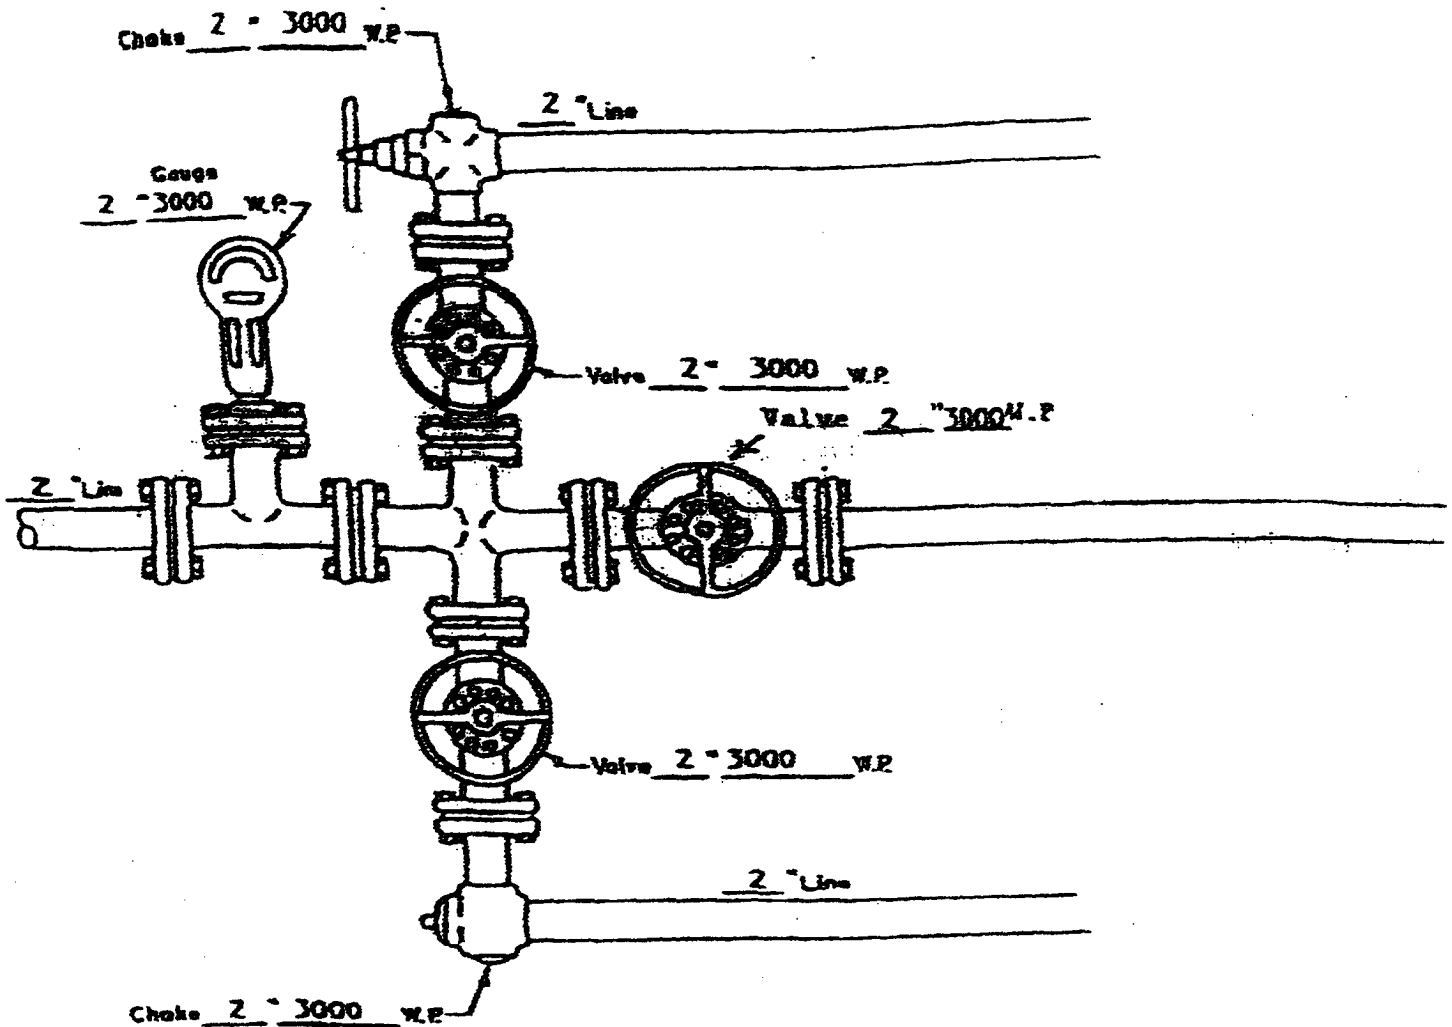 Choke 2 " 3000 W.P.
2 " Line
Gauge
2 " 3000 W.P.
Valve 2 " 3000 W.P.
Valve 2 "3000 W.P
2 " Line
Valve 2 " 3000 W.P.
2 " Line
Choke 2 " 3000 W.P.